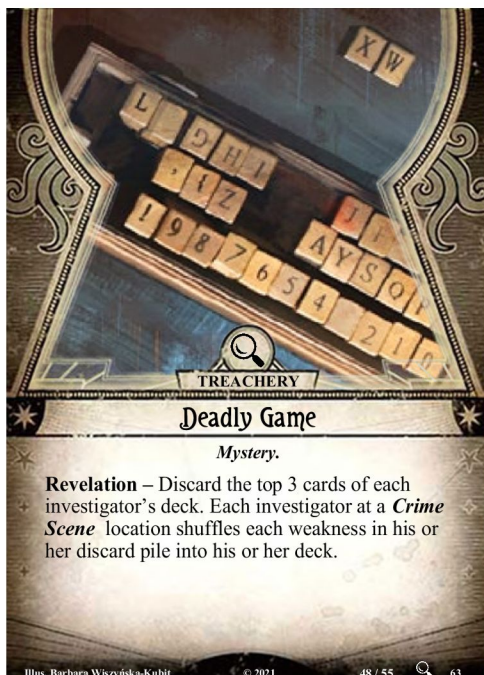 X W
L G H I
, { Z
J
! 9 8 7 6 5 4 2 1 0
A Y S Q
TREACHERY
Deadly Game
Mystery.
Revelation – Discard the top 3 cards of each
investigator's deck. Each investigator at a Crime
Scene location shuffles each weakness in his or
her discard pile into his or her deck.
Illus. Barbara Wiszyńska-Kubit © 2021 48 / 55 63